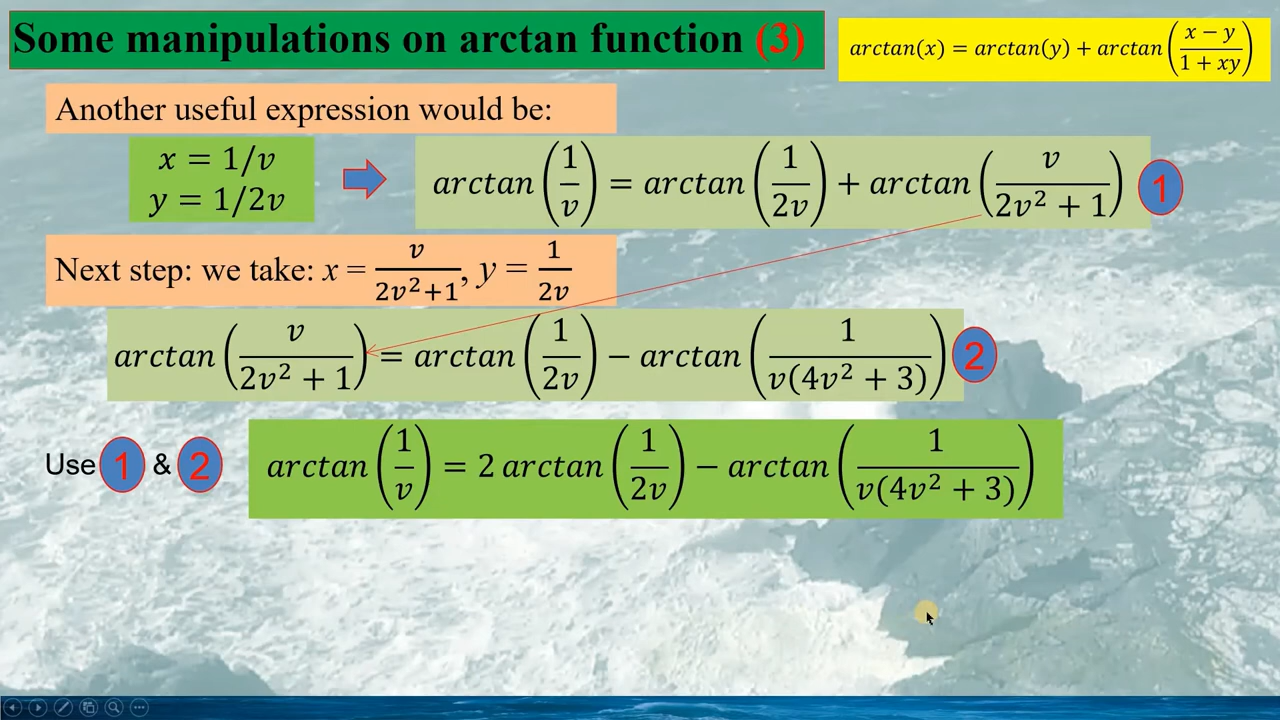 Some manipulations on arctan function (3)
arctan(x) = arctan(y) + arctan((x − y)/(1 + xy))
Another useful expression would be:
x = 1/v
y = 1/2v
arctan(1/v) = arctan(1/2v) + arctan(v/(2v² + 1)) 1
Next step: we take: x = v/(2v²+1), y = 1/2v
arctan(v/(2v² + 1)) = arctan(1/2v) − arctan(1/(v(4v² + 3))) 2
Use 1 & 2 arctan(1/v) = 2 arctan(1/2v) − arctan(1/(v(4v² + 3)))